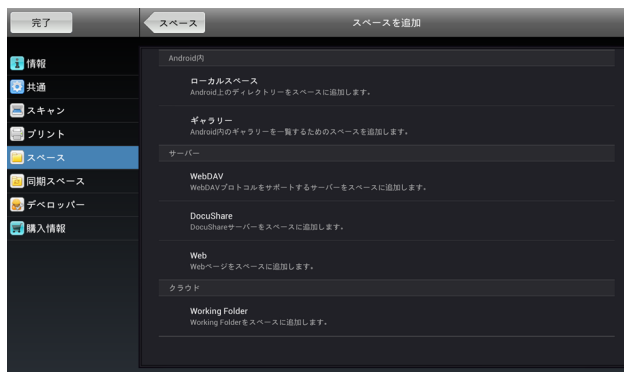 完了
スペース
スペースを追加
情報
共通
スキャン
プリント
スペース
同期スペース
デベロッパー
購入情報
Android内
ローカルスペース
Android上のディレクトリーをスペースに追加します。
ギャラリー
Android内のギャラリーを一覧するためのスペースを追加します。
サーバー
WebDAV
WebDAVプロトコルをサポートするサーバーをスペースに追加します。
DocuShare
DocuShareサーバーをスペースに追加します。
Web
Webページをスペースに追加します。
クラウド
Working Folder
Working Folderをスペースに追加します。